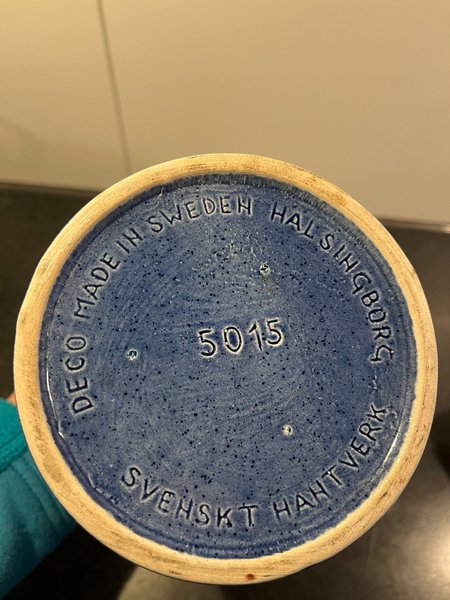 DECO MADE IN SWEDEN HALSINGBORG
5015
SVENSKT HANTVERK